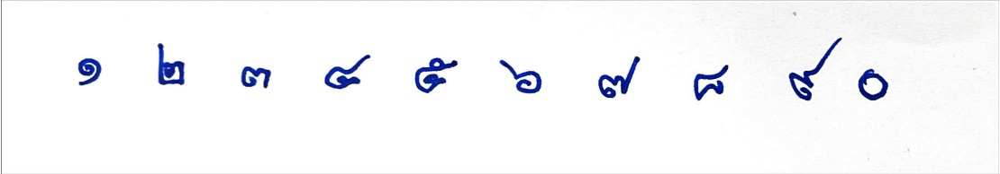 ๑ ๒ ๓ ๔ ๕ ๖ ๗ ๘ ๙ ๐